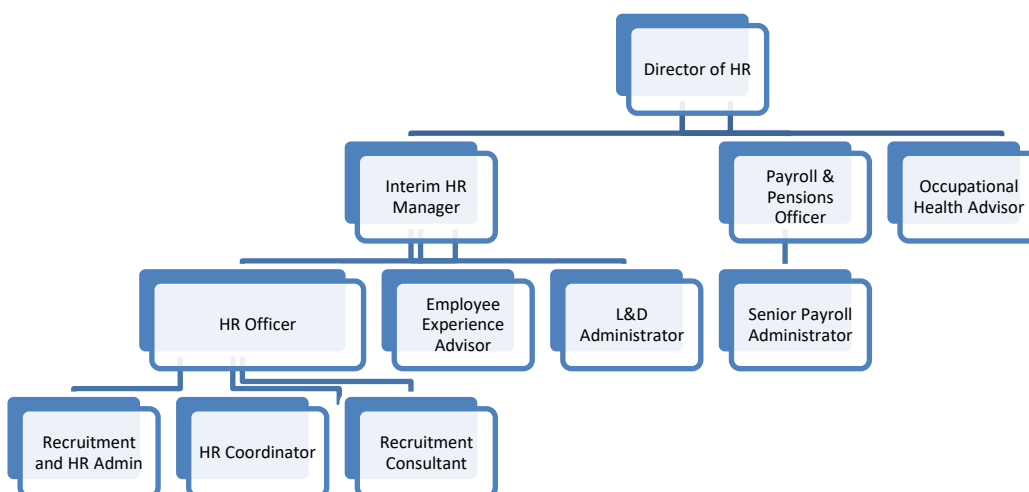 Director of HR
Interim HR
Manager
Payroll &
Pensions
Officer
Occupational
Health Advisor
HR Officer
Employee
Experience
Advisor
L&D
Administrator
Senior Payroll
Administrator
Recruitment
and HR Admin
HR Coordinator
Recruitment
Consultant